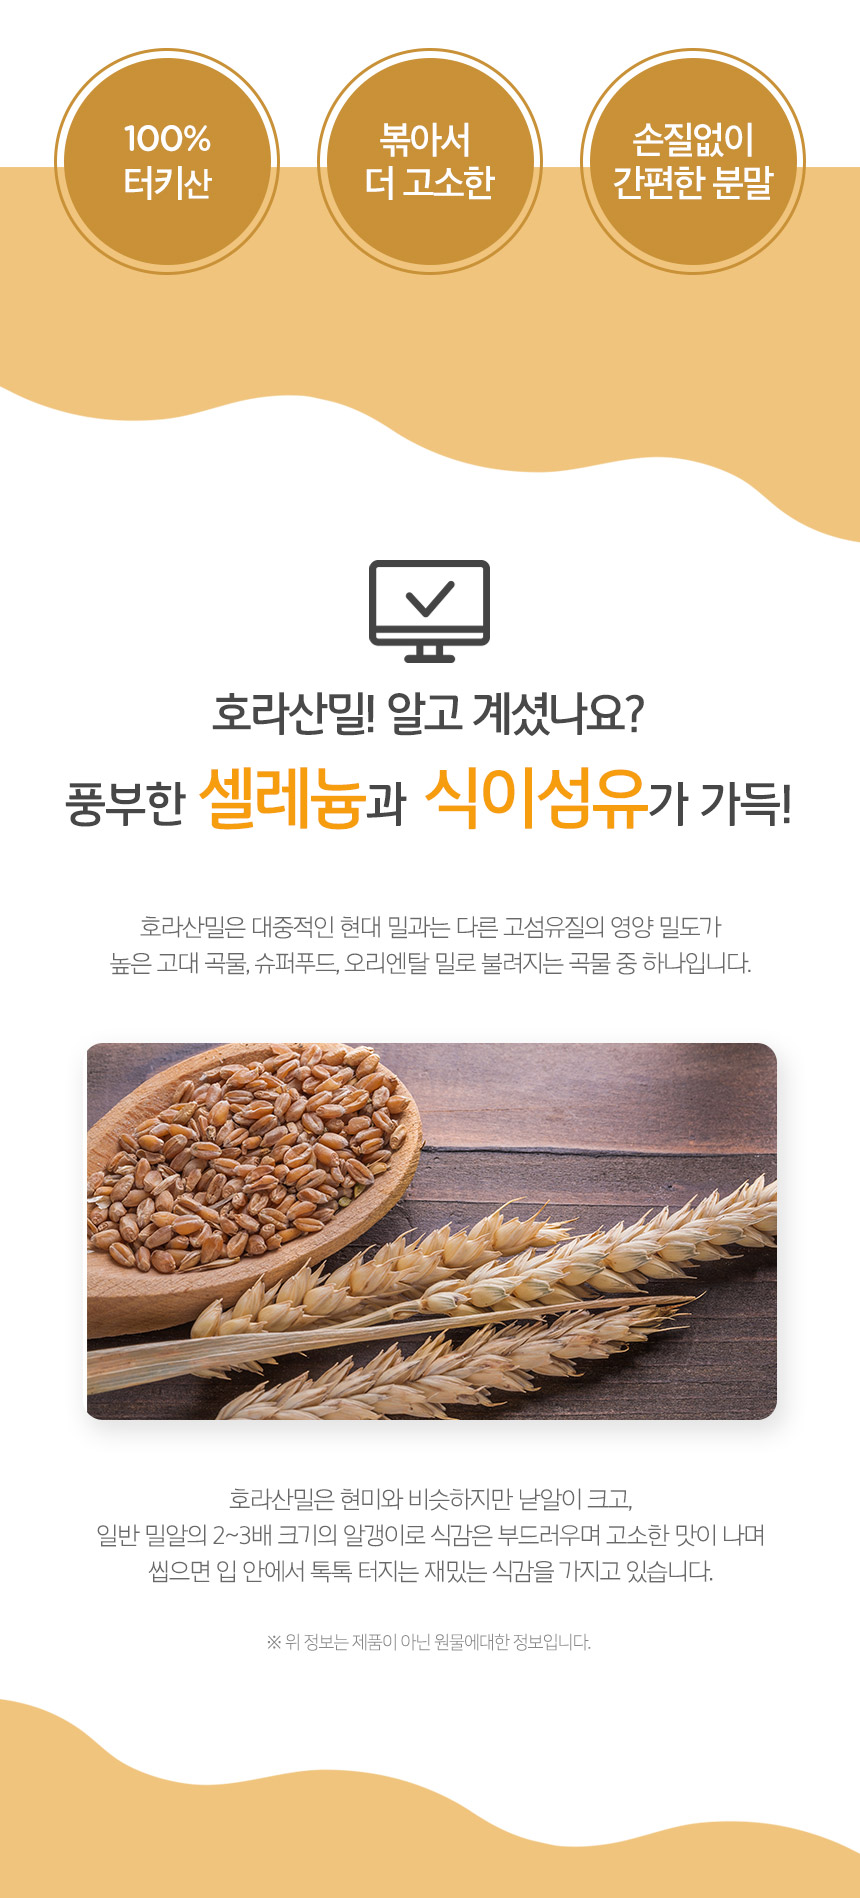 100%
터키산
볶아서
더 고소한
손질없이
간편한 분말
호라산밀! 알고 계셨나요?
풍부한 셀레늄과 식이섬유가 가득!
호라산밀은 대중적인 현대 밀과는 다른 고섬유질의 영양 밀도가
높은 고대 곡물, 슈퍼푸드, 오리엔탈 밀로 불려지는 곡물 중 하나입니다.
호라산밀은 현미와 비슷하지만 낟알이 크고,
일반 밀알의 2~3배 크기의 알갱이로 식감은 부드러우며 고소한 맛이 나며
씹으면 입 안에서 톡톡 터지는 재밌는 식감을 가지고 있습니다.
※ 위 정보는 제품이 아닌 원물에대한 정보입니다.